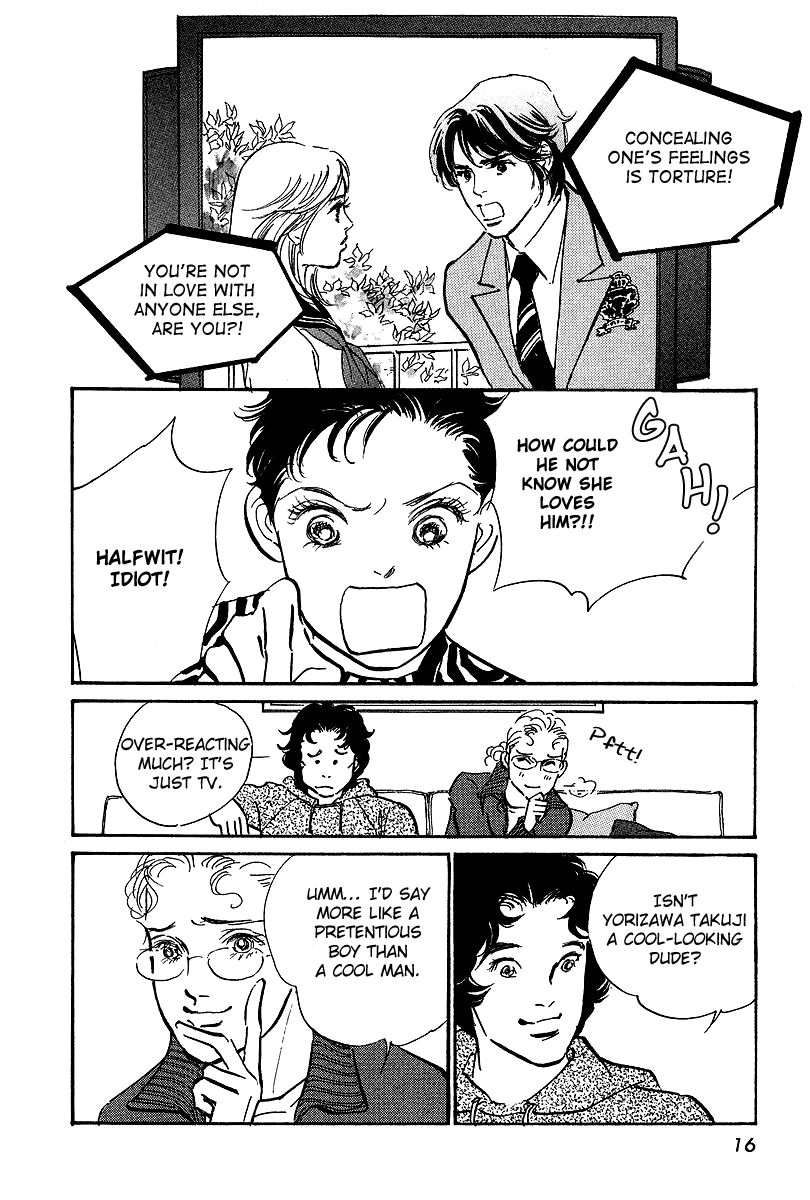 CONCEALING
ONE'S FEELINGS
IS TORTURE!
YOU'RE NOT
IN LOVE WITH
ANYONE ELSE,
ARE YOU?!
GAH!
HOW COULD
HE NOT
KNOW SHE
LOVES
HIM?!!
HALFWIT!
IDIOT!
OVER-REACTING
MUCH? IT'S
JUST TV.
Pftt!
ISN'T
YORIZAWA TAKUJI
A COOL-LOOKING
DUDE?
UMM... I'D SAY
MORE LIKE A
PRETENTIOUS
BOY THAN
A COOL MAN.
16